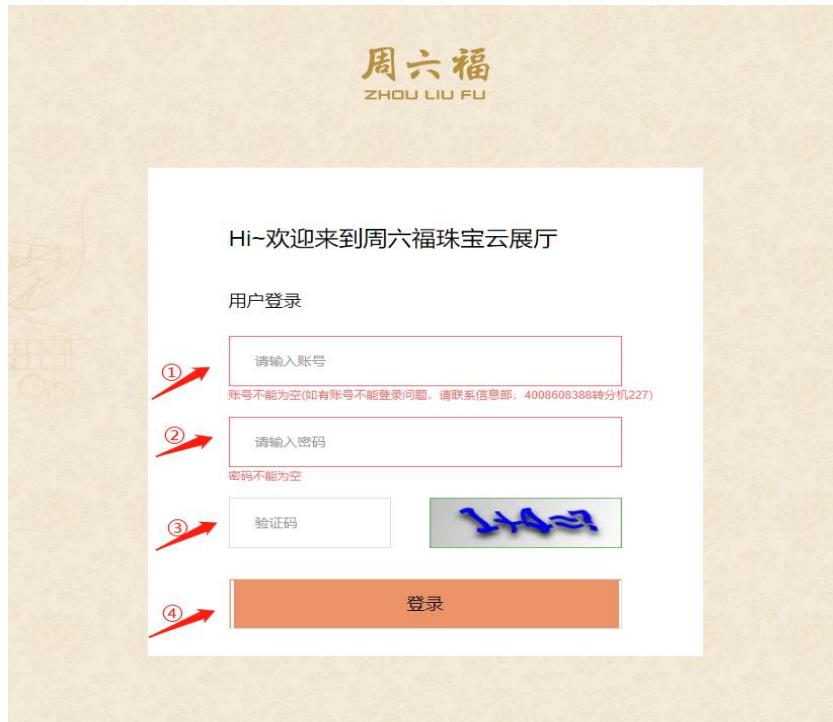 周六福
ZHOU LIU FU
Hi~欢迎来到周六福珠宝云展厅
用户登录
① 请输入账号
账号不能为空(如有账号不能登录问题，请联系信息部，4008608388转分机227)
② 请输入密码
密码不能为空
③ 验证码
④ 登录